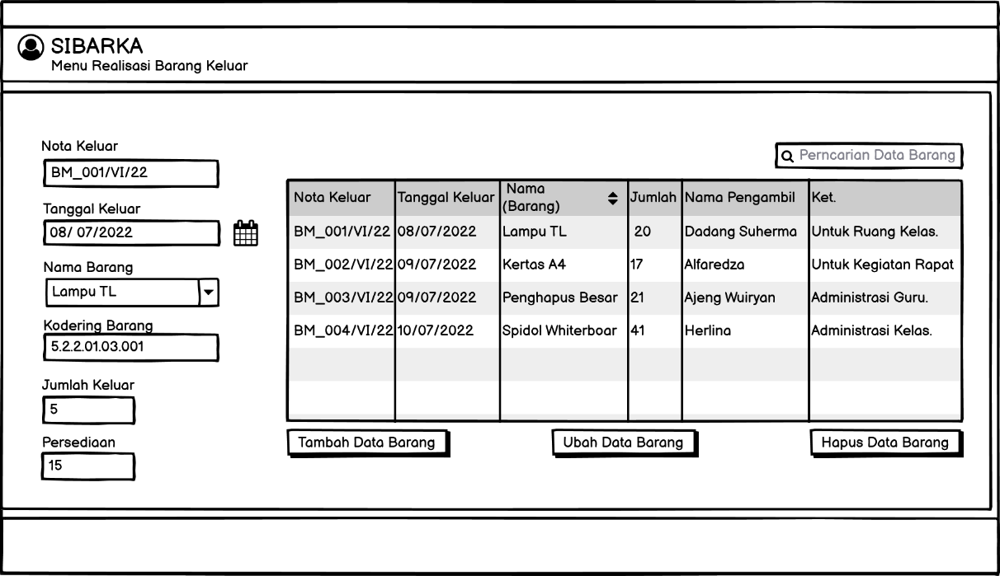 SIBARKA
Menu Realisasi Barang Keluar
Nota Keluar
BM_001/VI/22
Tanggal Keluar
08/ 07/2022
Nama Barang
Lampu TL
Kodering Barang
5.2.2.01.03.001
Jumlah Keluar
5
Persediaan
15
Perncarian Data Barang
Nota Keluar Tanggal Keluar Nama (Barang) Jumlah Nama Pengambil Ket.
BM_001/VI/22 08/07/2022 Lampu TL 20 Dadang Suherma Untuk Ruang Kelas.
BM_002/VI/22 09/07/2022 Kertas A4 17 Alfaredza Untuk Kegiatan Rapat
BM_003/VI/22 09/07/2022 Penghapus Besar 21 Ajeng Wuiryan Administrasi Guru.
BM_004/VI/22 10/07/2022 Spidol Whiterboar 41 Herlina Administrasi Kelas.
Tambah Data Barang Ubah Data Barang Hapus Data Barang